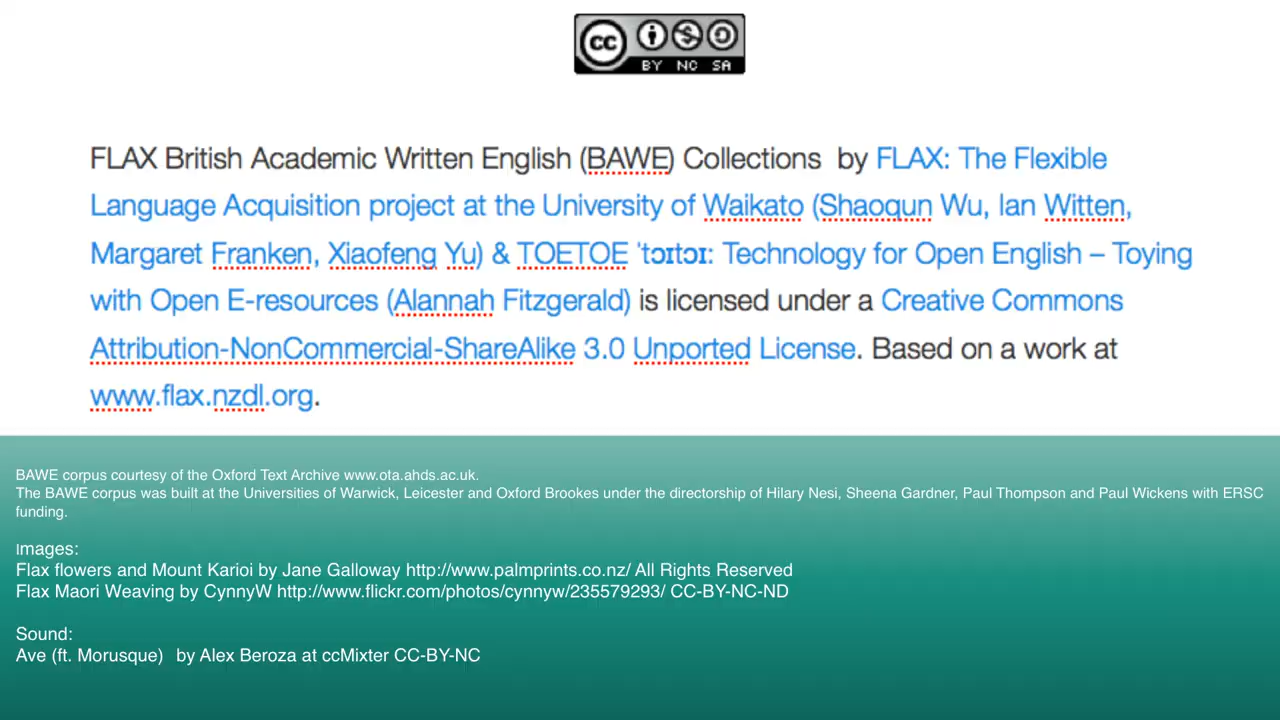 cc BY NC SA
FLAX British Academic Written English (BAWE) Collections by FLAX: The Flexible
Language Acquisition project at the University of Waikato (Shaoqun Wu, Ian Witten,
Margaret Franken, Xiaofeng Yu) & TOETOE 'tɔɪtɔɪ: Technology for Open English – Toying
with Open E-resources (Alannah Fitzgerald) is licensed under a Creative Commons
Attribution-NonCommercial-ShareAlike 3.0 Unported License. Based on a work at
www.flax.nzdl.org.
BAWE corpus courtesy of the Oxford Text Archive www.ota.ahds.ac.uk.
The BAWE corpus was built at the Universities of Warwick, Leicester and Oxford Brookes under the directorship of Hilary Nesi, Sheena Gardner, Paul Thompson and Paul Wickens with ERSC
funding.
Images:
Flax flowers and Mount Karioi by Jane Galloway http://www.palmprints.co.nz/ All Rights Reserved
Flax Maori Weaving by CynnyW http://www.flickr.com/photos/cynnyw/235579293/ CC-BY-NC-ND
Sound:
Ave (ft. Morusque) by Alex Beroza at ccMixter CC-BY-NC